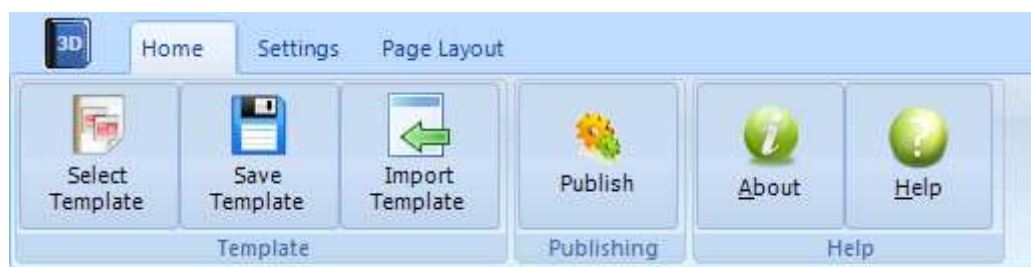 3D
Home Settings Page Layout
Select Template
Save Template
Import Template
Publish
About
Help
Template Publishing Help